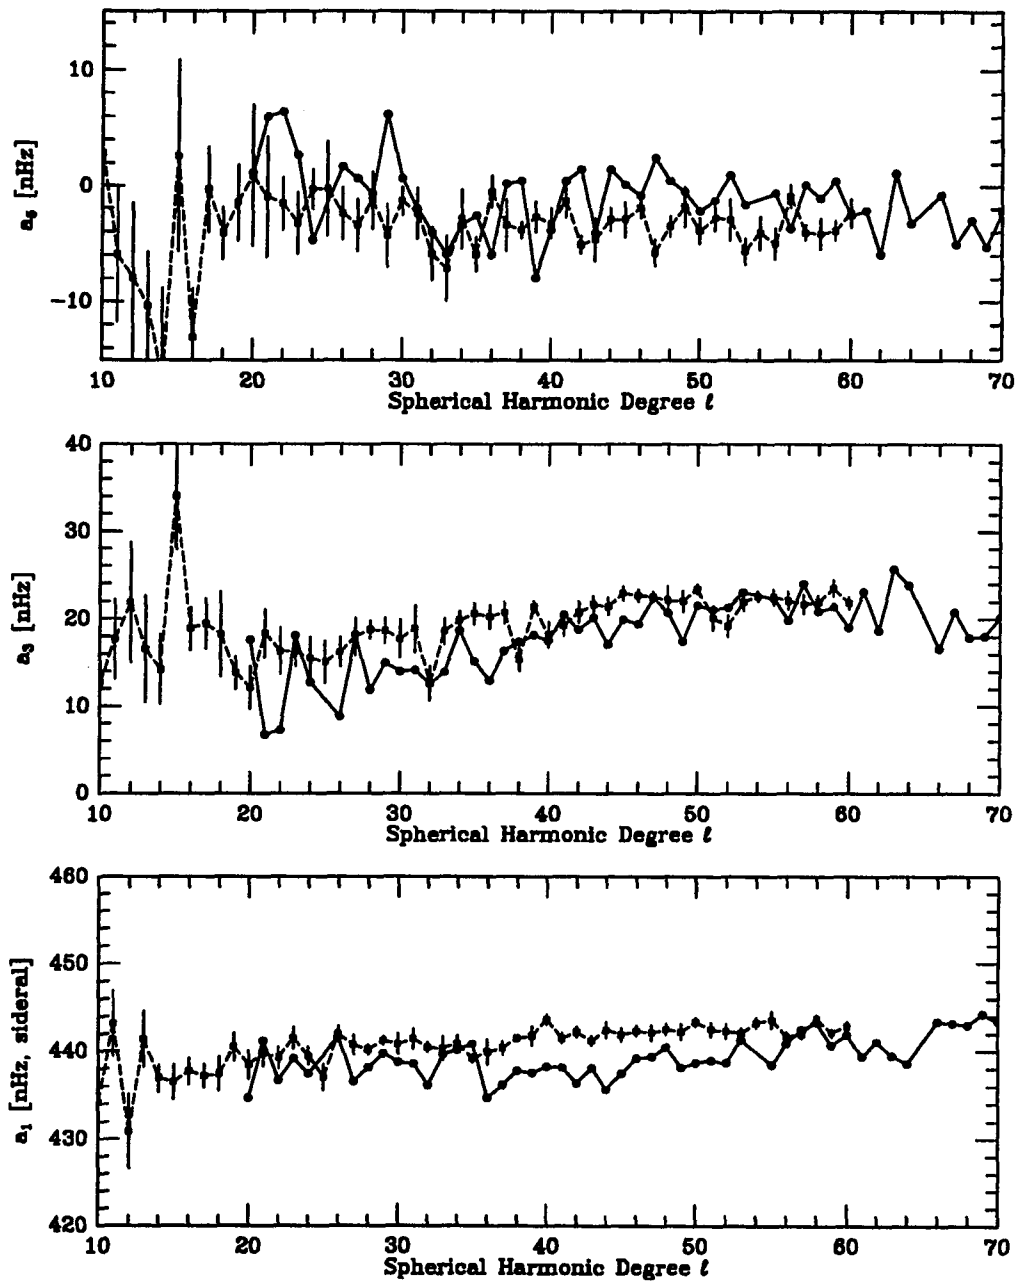 10
0
−10
a₅ [nHz]
10 20 30 40 50 60 70
Spherical Harmonic Degree ℓ
40
30
20
10
0
a₃ [nHz]
10 20 30 40 50 60 70
Spherical Harmonic Degree ℓ
460
450
440
430
420
a₁ [nHz, sideral]
10 20 30 40 50 60 70
Spherical Harmonic Degree ℓ